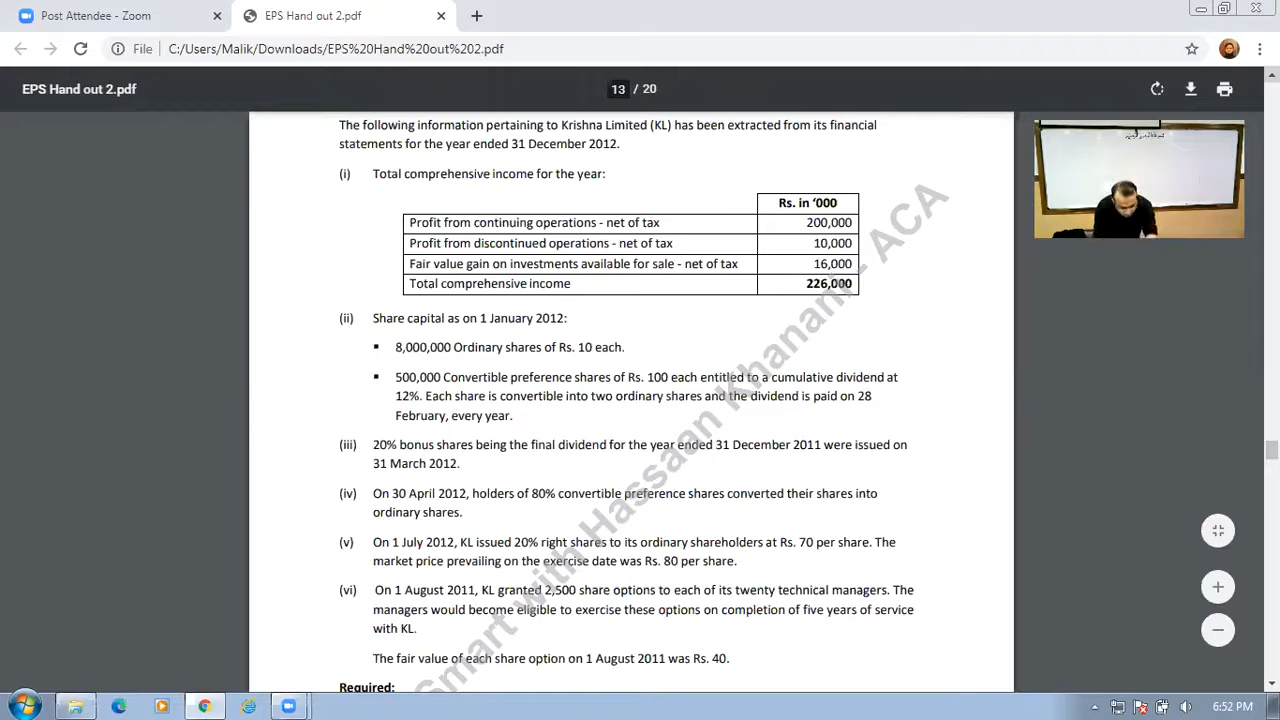 Post Attendee - Zoom
EPS Hand out 2.pdf
File C:/Users/Malik/Downloads/EPS%20Hand%20out%202.pdf
EPS Hand out 2.pdf
13 / 20
The following information pertaining to Krishna Limited (KL) has been extracted from its financial
statements for the year ended 31 December 2012.
(i) Total comprehensive income for the year:
Rs. in ‘000
Profit from continuing operations - net of tax 200,000
Profit from discontinued operations - net of tax 10,000
Fair value gain on investments available for sale - net of tax 16,000
Total comprehensive income 226,000
(ii) Share capital as on 1 January 2012:
▪ 8,000,000 Ordinary shares of Rs. 10 each.
▪ 500,000 Convertible preference shares of Rs. 100 each entitled to a cumulative dividend at
12%. Each share is convertible into two ordinary shares and the dividend is paid on 28
February, every year.
(iii) 20% bonus shares being the final dividend for the year ended 31 December 2011 were issued on
31 March 2012.
(iv) On 30 April 2012, holders of 80% convertible preference shares converted their shares into
ordinary shares.
(v) On 1 July 2012, KL issued 20% right shares to its ordinary shareholders at Rs. 70 per share. The
market price prevailing on the exercise date was Rs. 80 per share.
(vi) On 1 August 2011, KL granted 2,500 share options to each of its twenty technical managers. The
managers would become eligible to exercise these options on completion of five years of service
with KL.
The fair value of each share option on 1 August 2011 was Rs. 40.
Required:
Smart with Hassaan Khanani - ACA
6:52 PM